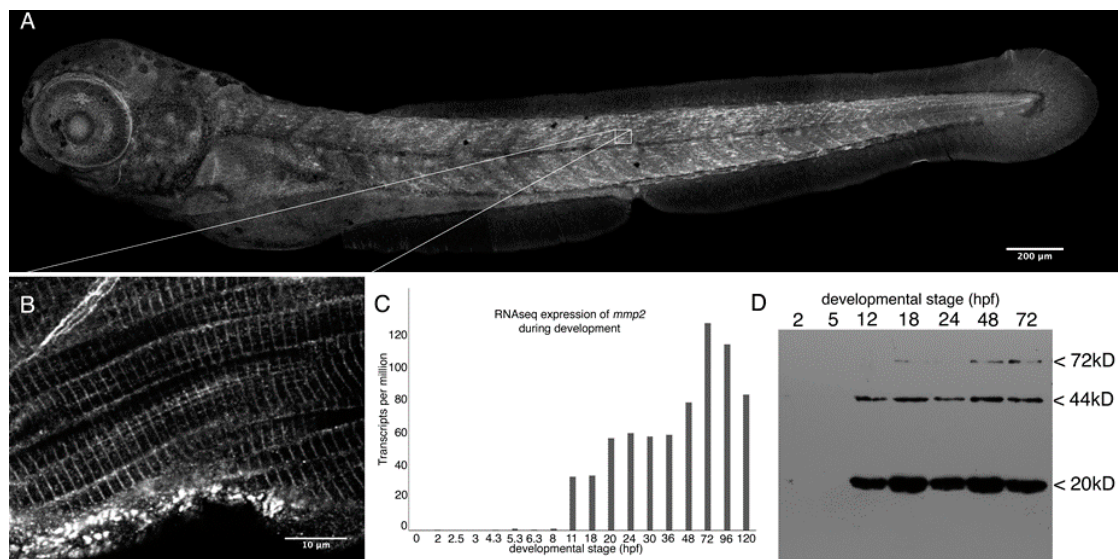 A
200 µm
B
10 µm
C
RNAseq expression of mmp2
during development
Transcripts per million
120
100
80
60
40
20
0
0 2 2.5 3 4.3 5.3 6.3 8 11 18 20 24 30 36 48 72 96 120
developmental stage (hpf)
D
developmental stage (hpf)
2 5 12 18 24 48 72
< 72kD
< 44kD
< 20kD